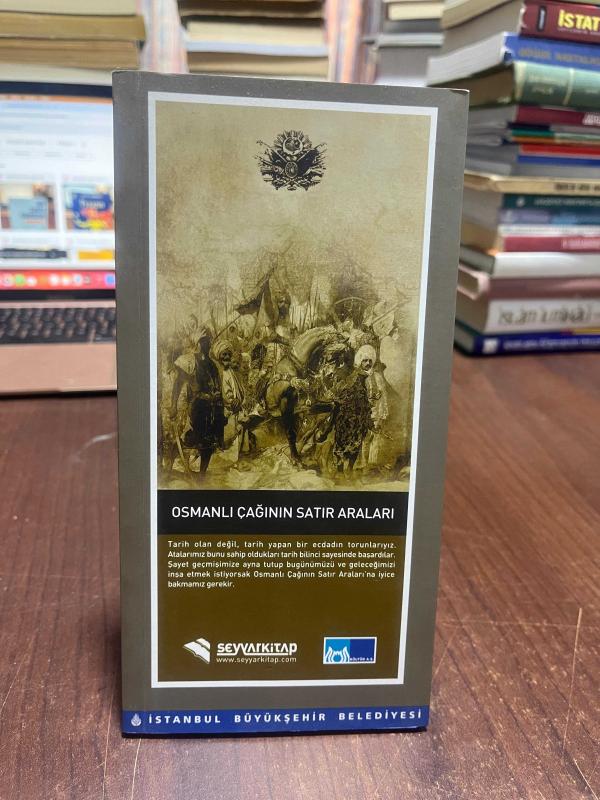 İSTAT
OSMANLI ÇAĞININ SATIR ARALARI
Tarih olan değil, tarih yapan bir ecdadın torunlarıyız.
Atalarımız bunu sahip oldukları tarih bilinci sayesinde başardılar.
Şayet geçmişimize ayna tutup bugünümüzü ve geleceğimizi
inşa etmek istiyorsak Osmanlı Çağının Satır Araları'na iyice
bakmamız gerekir.
SEYYARKİTAP
www.seyyarkitap.com
KÜLTÜR A.Ş.
İSTANBUL BÜYÜKŞEHİR BELEDİYESİ